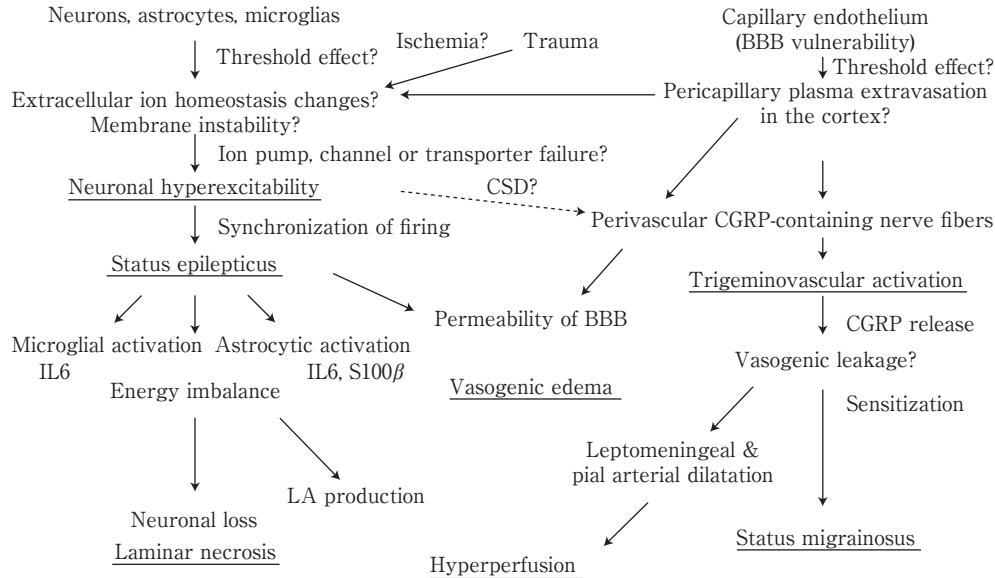 Neurons, astrocytes, microglias
Threshold effect?
Ischemia?
Trauma
Capillary endothelium
(BBB vulnerability)
Threshold effect?
Extracellular ion homeostasis changes?
Membrane instability?
Pericapillary plasma extravasation
in the cortex?
Ion pump, channel or transporter failure?
Neuronal hyperexcitability
CSD?
Synchronization of firing
Perivascular CGRP-containing nerve fibers
Status epilepticus
Trigeminovascular activation
Permeability of BBB
CGRP release
Microglial activation
IL6
Astrocytic activation
IL6, S100β
Vasogenic leakage?
Energy imbalance
Vasogenic edema
Sensitization
Leptomeningeal &
pial arterial dilatation
LA production
Neuronal loss
Laminar necrosis
Status migrainosus
Hyperperfusion